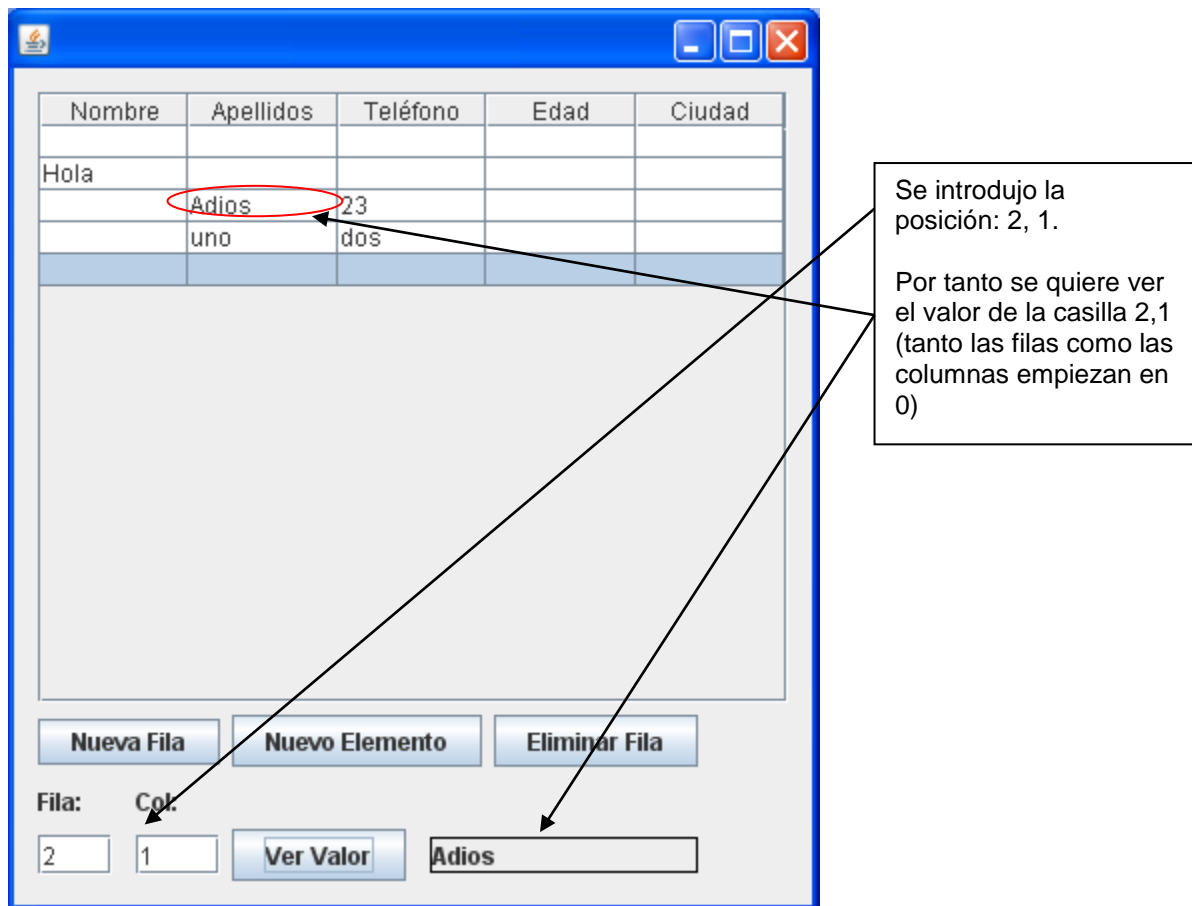 Nombre Apellidos Teléfono Edad Ciudad
Hola
Adios 23
uno dos
Nueva Fila Nuevo Elemento Eliminar Fila
Fila: Col:
2 1 Ver Valor Adios
Se introdujo la
posición: 2, 1.
Por tanto se quiere ver
el valor de la casilla 2,1
(tanto las filas como las
columnas empiezan en
0)